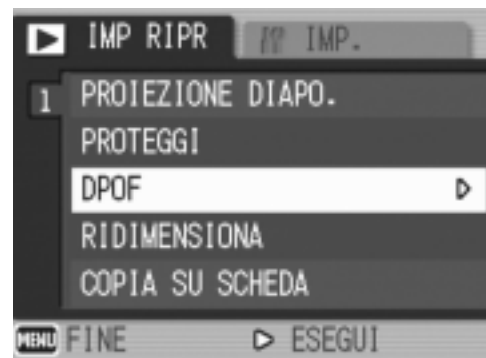 IMP RIPR IMP.
1 PROIEZIONE DIAPO.
PROTEGGI
DPOF
RIDIMENSIONA
COPIA SU SCHEDA
MENU FINE ESEGUI